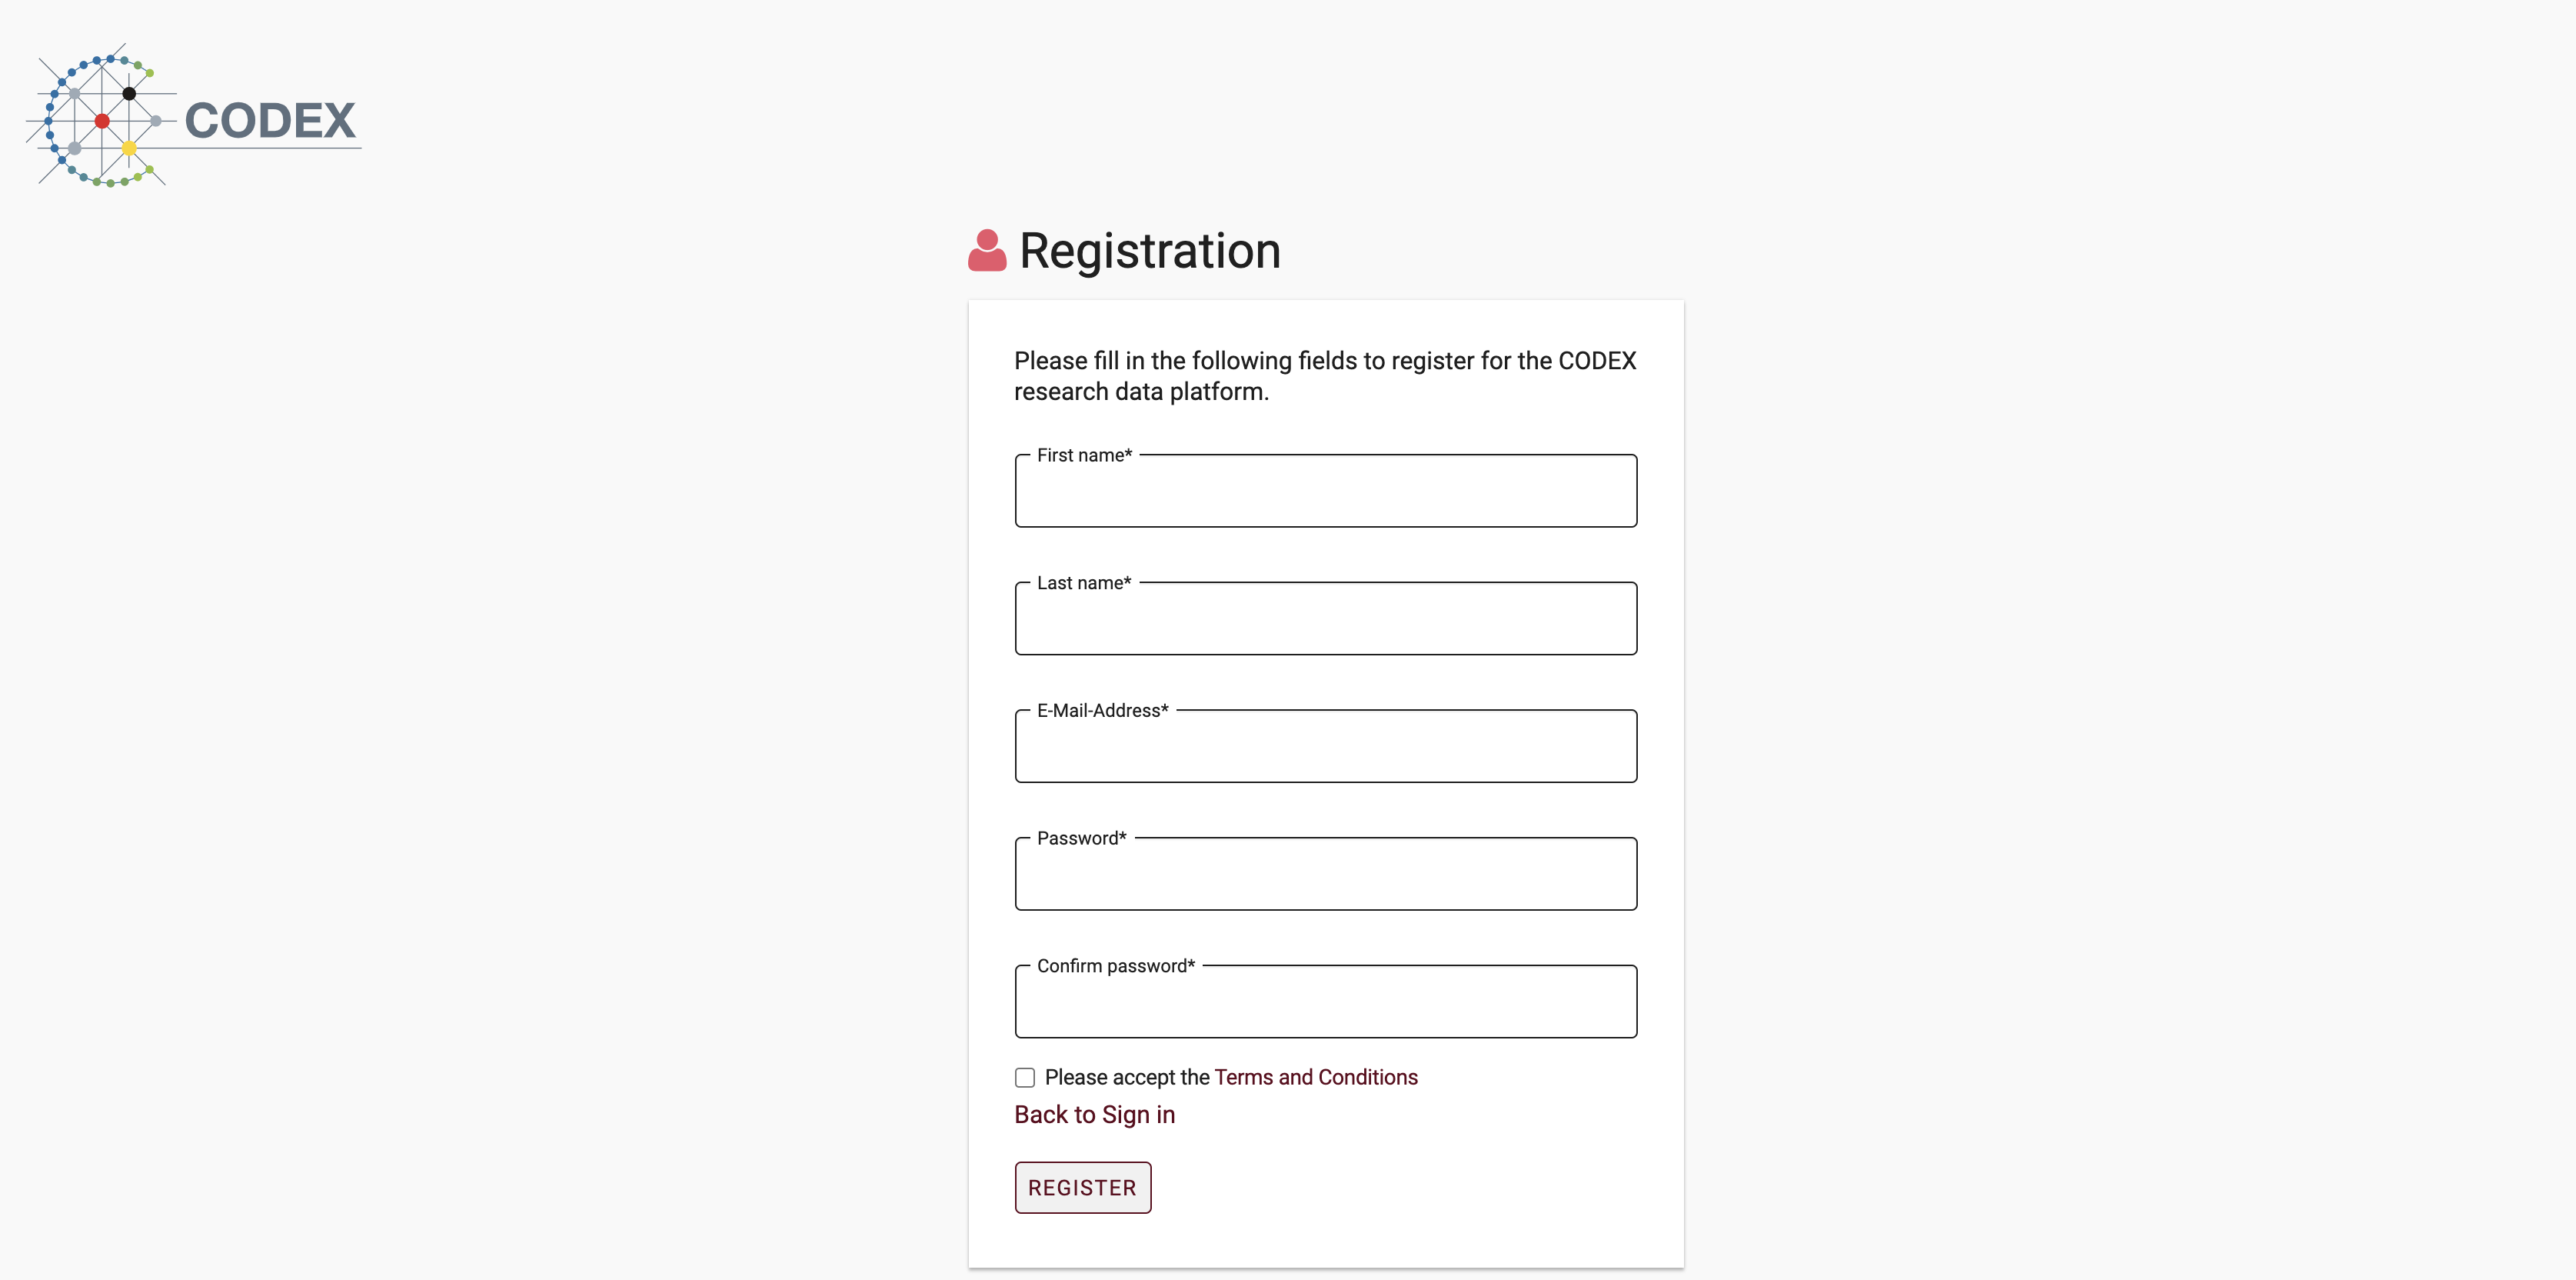 CODEX
Registration
Please fill in the following fields to register for the CODEX
research data platform.
First name*
Last name*
E-Mail-Address*
Password*
Confirm password*
Please accept the Terms and Conditions
Back to Sign in
REGISTER